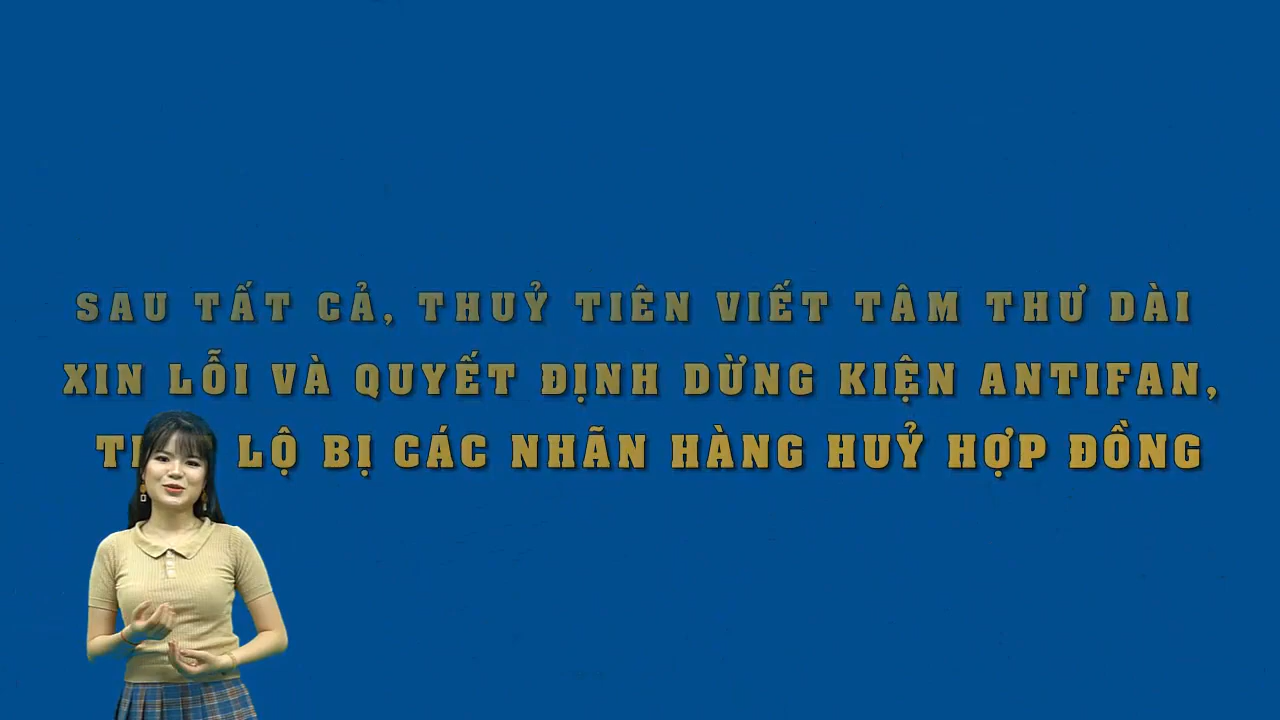 SAU TẤT CẢ, THUỶ TIÊN VIẾT TÂM THƯ DÀI
XIN LỖI VÀ QUYẾT ĐỊNH DỪNG KIỆN ANTIFAN,
LỘ BỊ CÁC NHÃN HÀNG HUỶ HỢP ĐỒNG